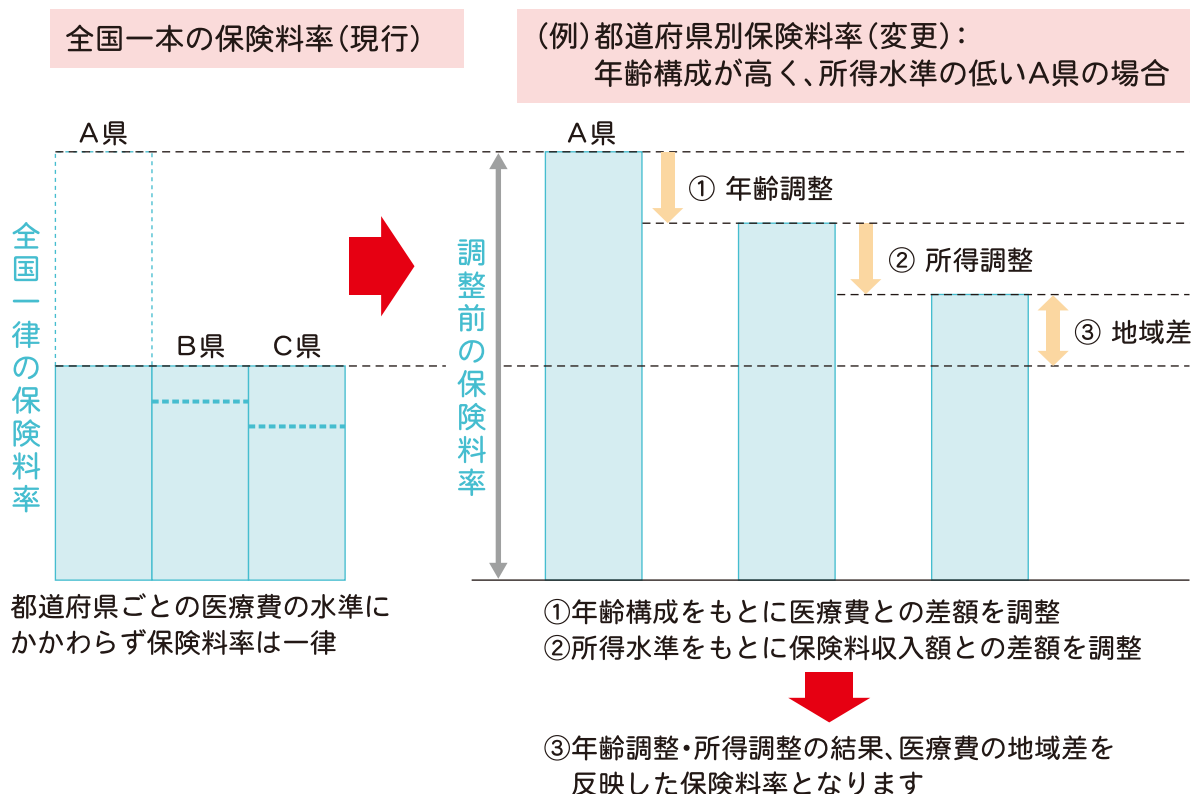 全国一本の保険料率（現行）
A県
B県
C県
全国一律の保険料率
都道府県ごとの医療費の水準に
かかわらず保険料率は一律
（例）都道府県別保険料率（変更）：
年齢構成が高く、所得水準の低いA県の場合
A県
調整前の保険料率
① 年齢調整
② 所得調整
③ 地域差
①年齢構成をもとに医療費との差額を調整
②所得水準をもとに保険料収入額との差額を調整
③年齢調整・所得調整の結果、医療費の地域差を
反映した保険料率となります